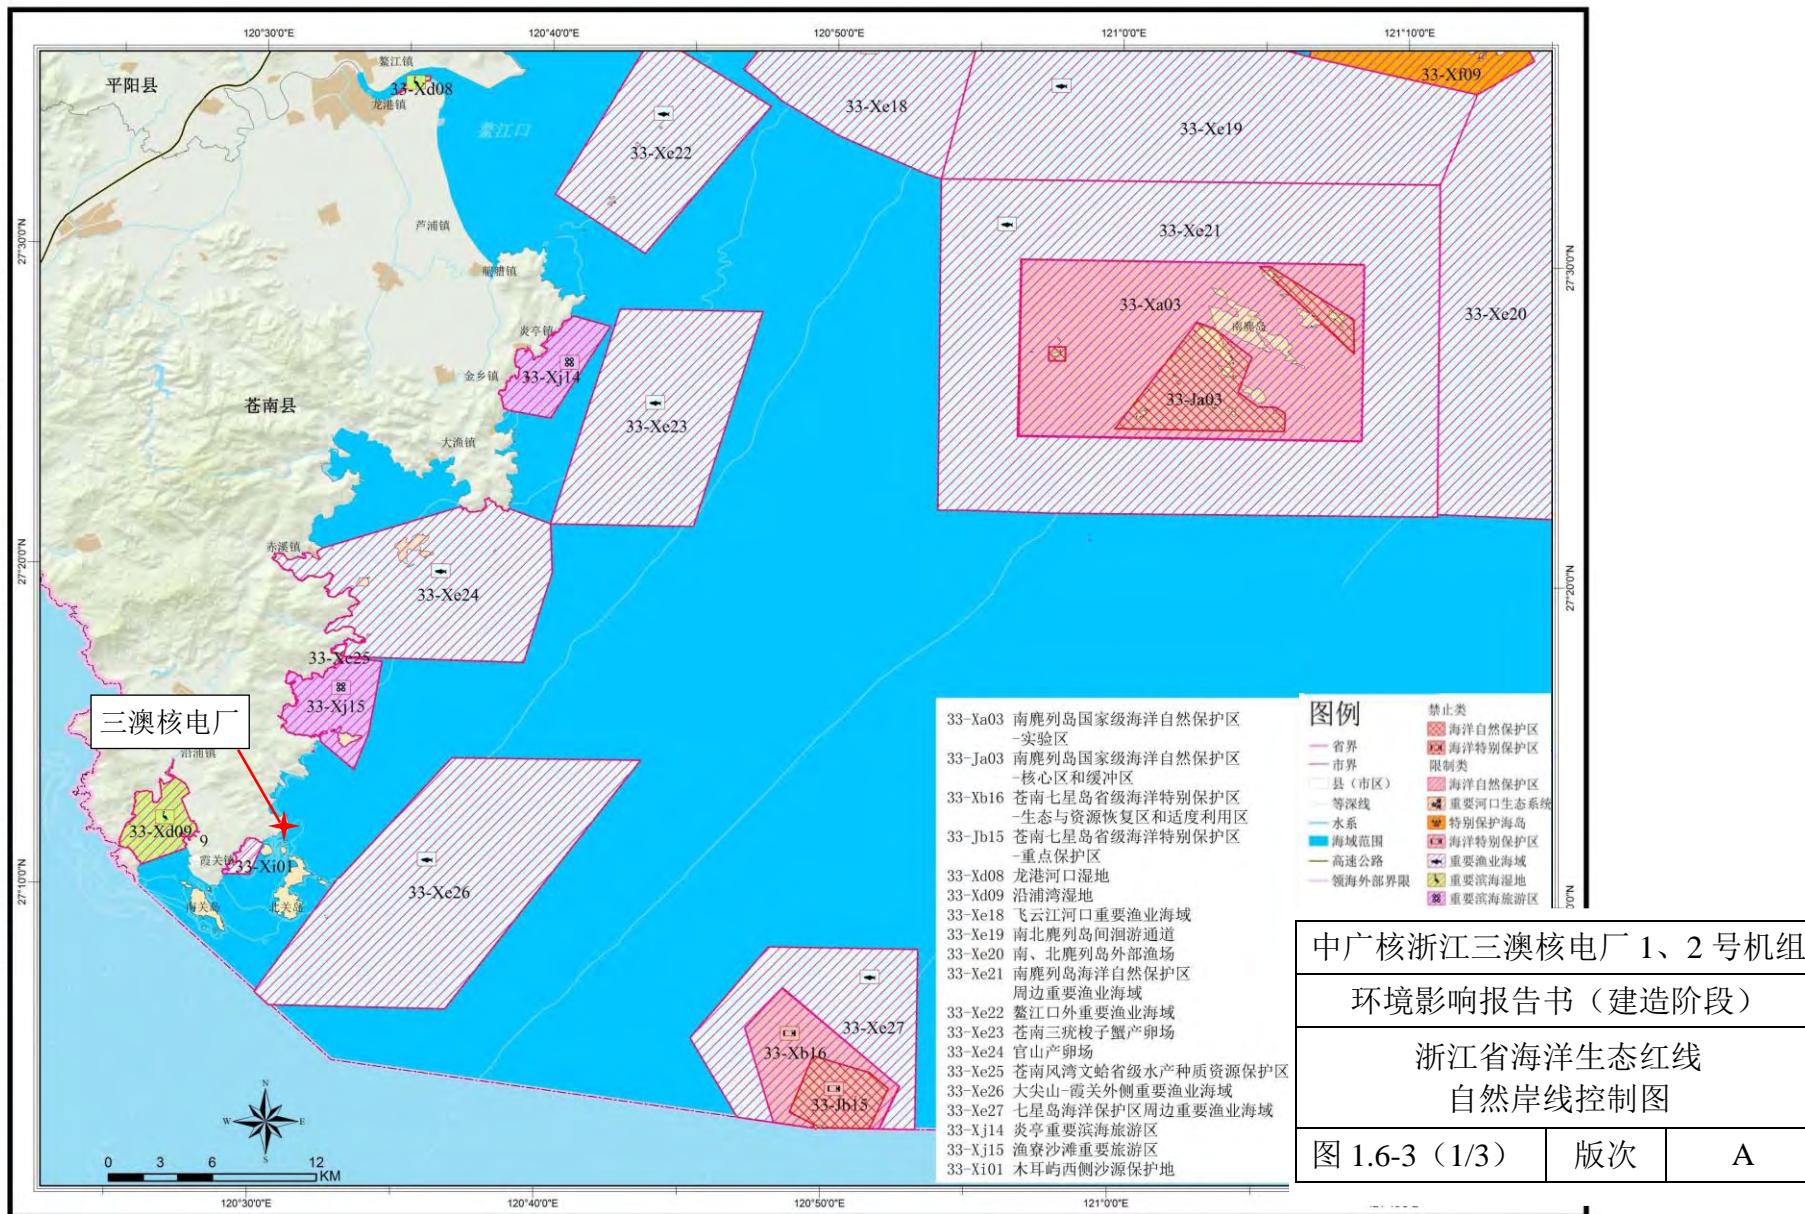 120°30'0"E
120°40'0"E
120°50'0"E
121°0'0"E
121°10'0"E
鳌江镇
平阳县
33-Xd08
龙港镇
鳌江口
33-Xe22
33-Xe18
33-Xe19
33-Xf09
芦浦镇
33-Xe21
27°30'0"N
27°30'0"N
炎亭镇
33-Xa03
南麂岛
33-Xe20
金乡镇
33-Xj14
苍南县
33-Xe23
33-Ja03
大渔镇
赤溪镇
27°20'0"N
27°20'0"N
33-Xe24
33-Xe25
33-Xj15
三澳核电厂
沿浦镇
33-Xd09
9
霞关镇
33-Xi01
27°10'0"N
南关岛
北关岛
33-Xe26
33-Xe27
33-Xb16
33-Jb15
33-Xa03 南麂列岛国家级海洋自然保护区
-实验区
33-Ja03 南麂列岛国家级海洋自然保护区
-核心区和缓冲区
33-Xb16 苍南七星岛省级海洋特别保护区
-生态与资源恢复区和适度利用区
33-Jb15 苍南七星岛省级海洋特别保护区
-重点保护区
33-Xd08 龙港河口湿地
33-Xd09 沿浦湾湿地
33-Xe18 飞云江河口重要渔业海域
33-Xe19 南北麂列岛间洄游通道
33-Xe20 南、北麂列岛外部渔场
33-Xe21 南麂列岛海洋自然保护区
周边重要渔业海域
33-Xe22 鳌江口外重要渔业海域
33-Xe23 苍南三疣梭子蟹产卵场
33-Xe24 官山产卵场
33-Xe25 苍南风湾文蛤省级水产种质资源保护区
33-Xe26 大尖山-霞关外侧重要渔业海域
33-Xe27 七星岛海洋保护区周边重要渔业海域
33-Xj14 炎亭重要滨海旅游区
33-Xj15 渔寮沙滩重要旅游区
33-Xi01 木耳屿西侧沙源保护地
图例
省界
市界
县（市区）
等深线
水系
海域范围
高速公路
领海外部界限
禁止类
海洋自然保护区
海洋特别保护区
限制类
海洋自然保护区
重要河口生态系统
特别保护海岛
海洋特别保护区
重要渔业海域
重要滨海湿地
重要滨海旅游区
中广核浙江三澳核电厂 1、2 号机组
环境影响报告书（建造阶段）
浙江省海洋生态红线
自然岸线控制图
图 1.6-3（1/3）
版次
A
N
W
E
S
0 3 6 12
KM
120°30'0"E
120°40'0"E
120°50'0"E
121°0'0"E